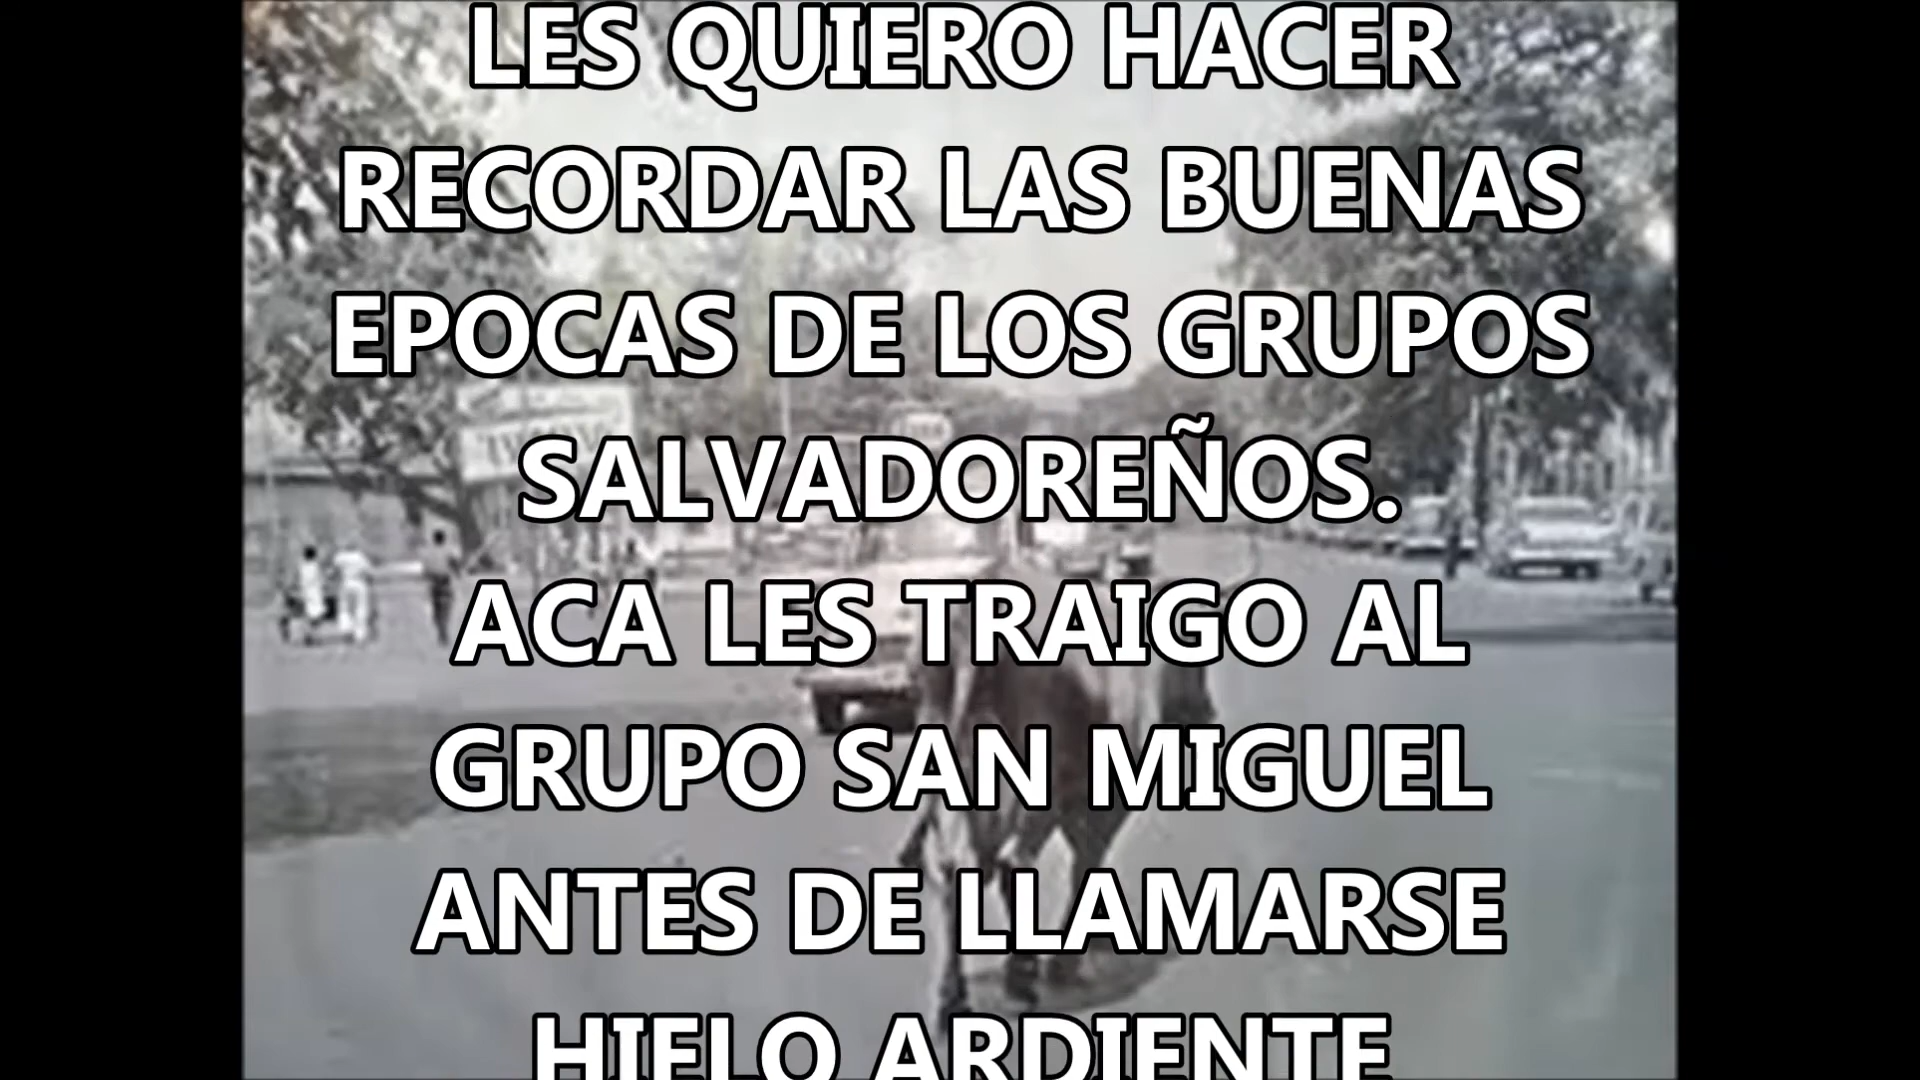 LES QUIERO HACER
RECORDAR LAS BUENAS
EPOCAS DE LOS GRUPOS
SALVADOREÑOS.
ACA LES TRAIGO AL
GRUPO SAN MIGUEL
ANTES DE LLAMARSE
HIELO ARDIENTE